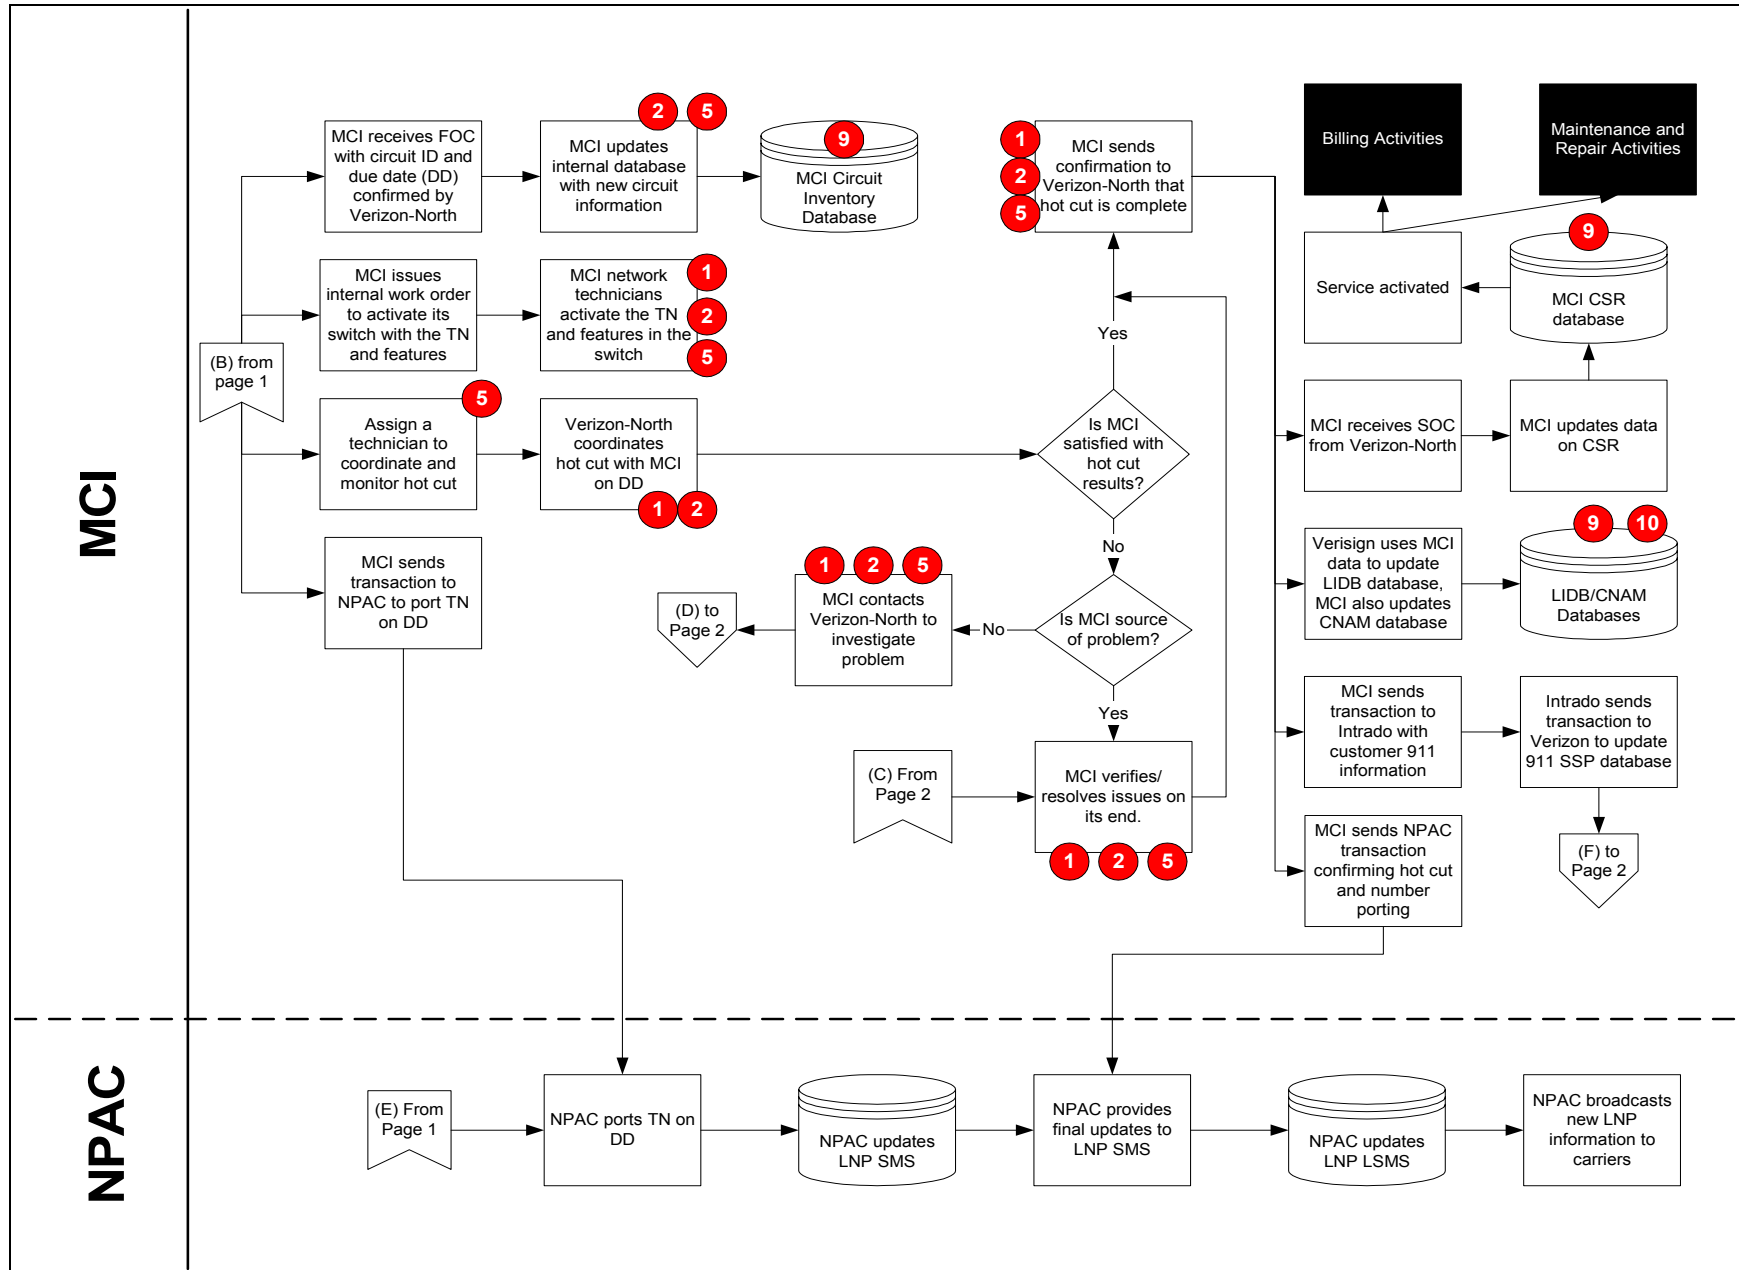 MCI
(B) from
page 1
MCI receives FOC
with circuit ID and
due date (DD)
confirmed by
Verizon-North
2
5
MCI updates
internal database
with new circuit
information
9
MCI Circuit
Inventory
Database
MCI issues
internal work order
to activate its
switch with the TN
and features
MCI network
technicians
activate the TN
and features in the
switch
1
2
5
5
Assign a
technician to
coordinate and
monitor hot cut
Verizon-North
coordinates
hot cut with MCI
on DD
1
2
MCI sends
transaction to
NPAC to port TN
on DD
1
2
5
MCI sends
confirmation to
Verizon-North that
hot cut is complete
Yes
Is MCI
satisfied with
hot cut
results?
No
Is MCI source
of problem?
No
1
2
5
MCI contacts
Verizon-North to
investigate
problem
(D) to
Page 2
Yes
(C) From
Page 2
MCI verifies/
resolves issues on
its end.
1
2
5
Billing Activities
Maintenance and
Repair Activities
Service activated
9
MCI CSR
database
MCI receives SOC
from Verizon-North
MCI updates data
on CSR
Verisign uses MCI
data to update
LIDB database,
MCI also updates
CNAM database
9
10
LIDB/CNAM
Databases
MCI sends
transaction to
Intrado with
customer 911
information
Intrado sends
transaction to
Verizon to update
911 SSP database
(F) to
Page 2
MCI sends NPAC
transaction
confirming hot cut
and number
porting
NPAC
(E) From
Page 1
NPAC ports TN on
DD
NPAC updates
LNP SMS
NPAC provides
final updates to
LNP SMS
NPAC updates
LNP LSMS
NPAC broadcasts
new LNP
information to
carriers